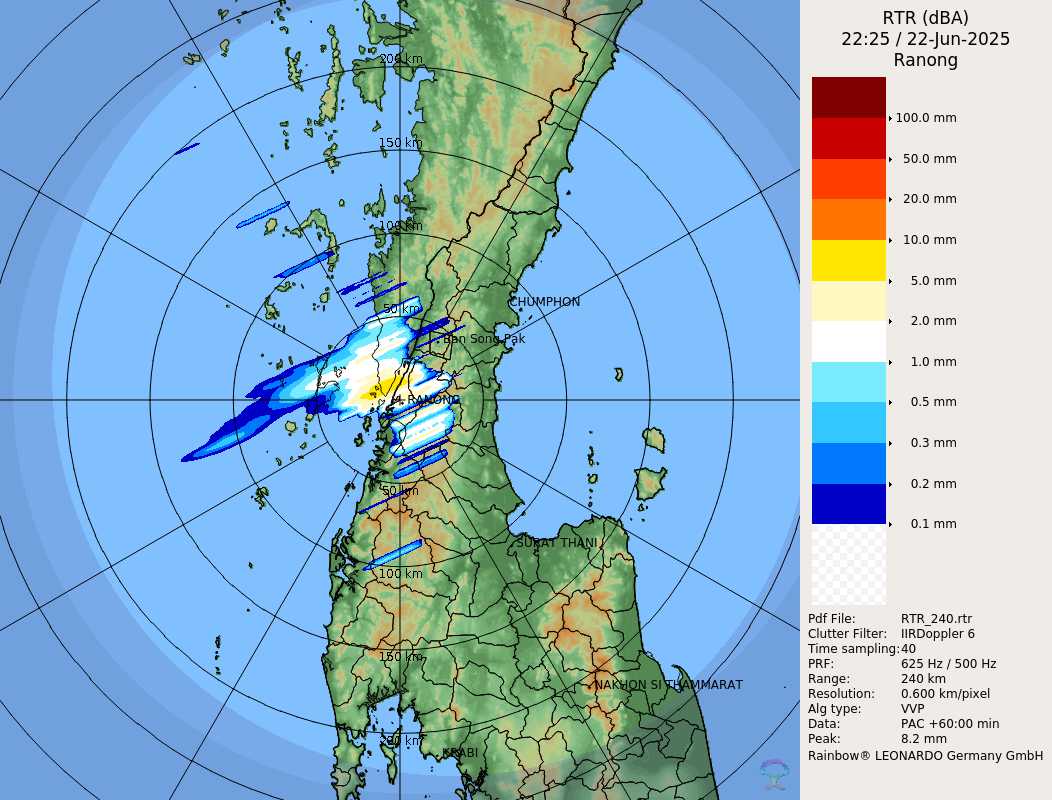 RTR (dBA)
22:25 / 22-Jun-2025
Ranong
100.0 mm
50.0 mm
20.0 mm
10.0 mm
5.0 mm
2.0 mm
1.0 mm
0.5 mm
0.3 mm
0.2 mm
0.1 mm
Pdf File: RTR_240.rtr
Clutter Filter: IIRDoppler 6
Time sampling:40
PRF: 625 Hz / 500 Hz
Range: 240 km
Resolution: 0.600 km/pixel
Alg type: VVP
Data: PAC +60:00 min
Peak: 8.2 mm
Rainbow® LEONARDO Germany GmbH
200 km
150 km
100 km
CHUMPHON
50 km
Ban Song Pak
RANONG
50 km
SURAT THANI
100 km
150 km
NAKHON SI THAMMARAT
200 km
KRABI